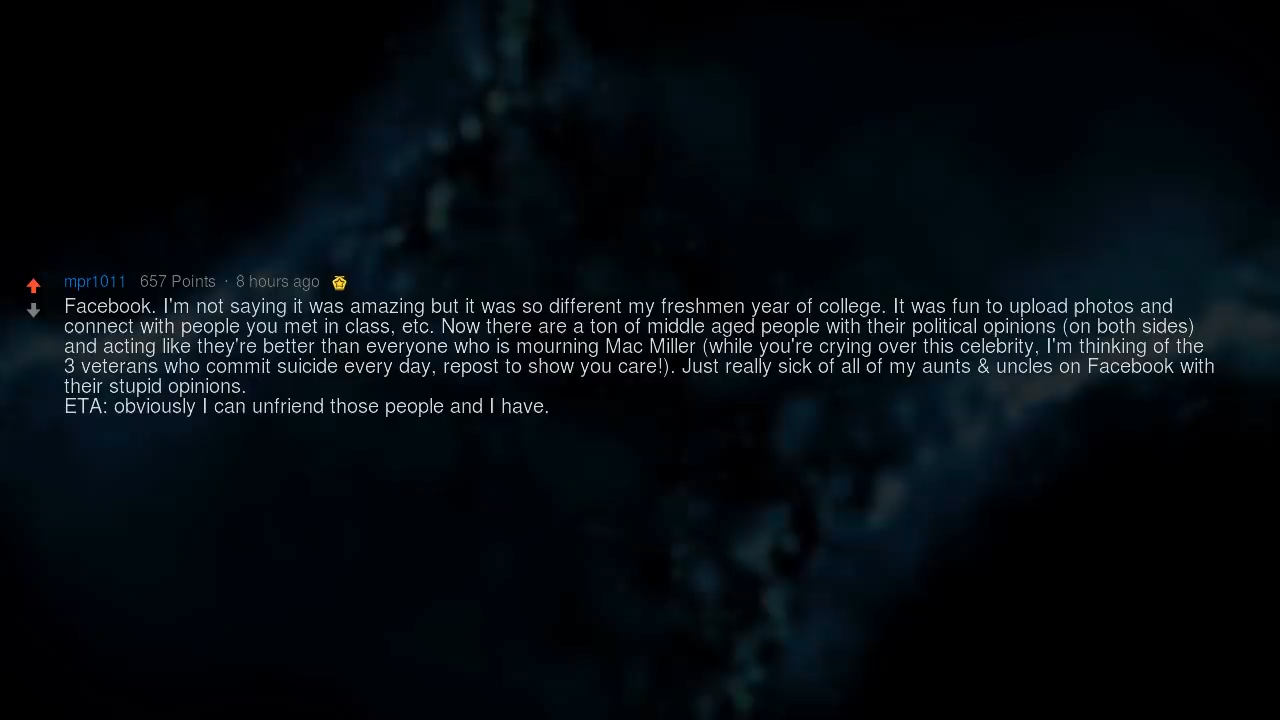 mpr1011 657 Points · 8 hours ago
Facebook. I'm not saying it was amazing but it was so different my freshmen year of college. It was fun to upload photos and
connect with people you met in class, etc. Now there are a ton of middle aged people with their political opinions (on both sides)
and acting like they're better than everyone who is mourning Mac Miller (while you're crying over this celebrity, I'm thinking of the
3 veterans who commit suicide every day, repost to show you care!). Just really sick of all of my aunts & uncles on Facebook with
their stupid opinions.
ETA: obviously I can unfriend those people and I have.